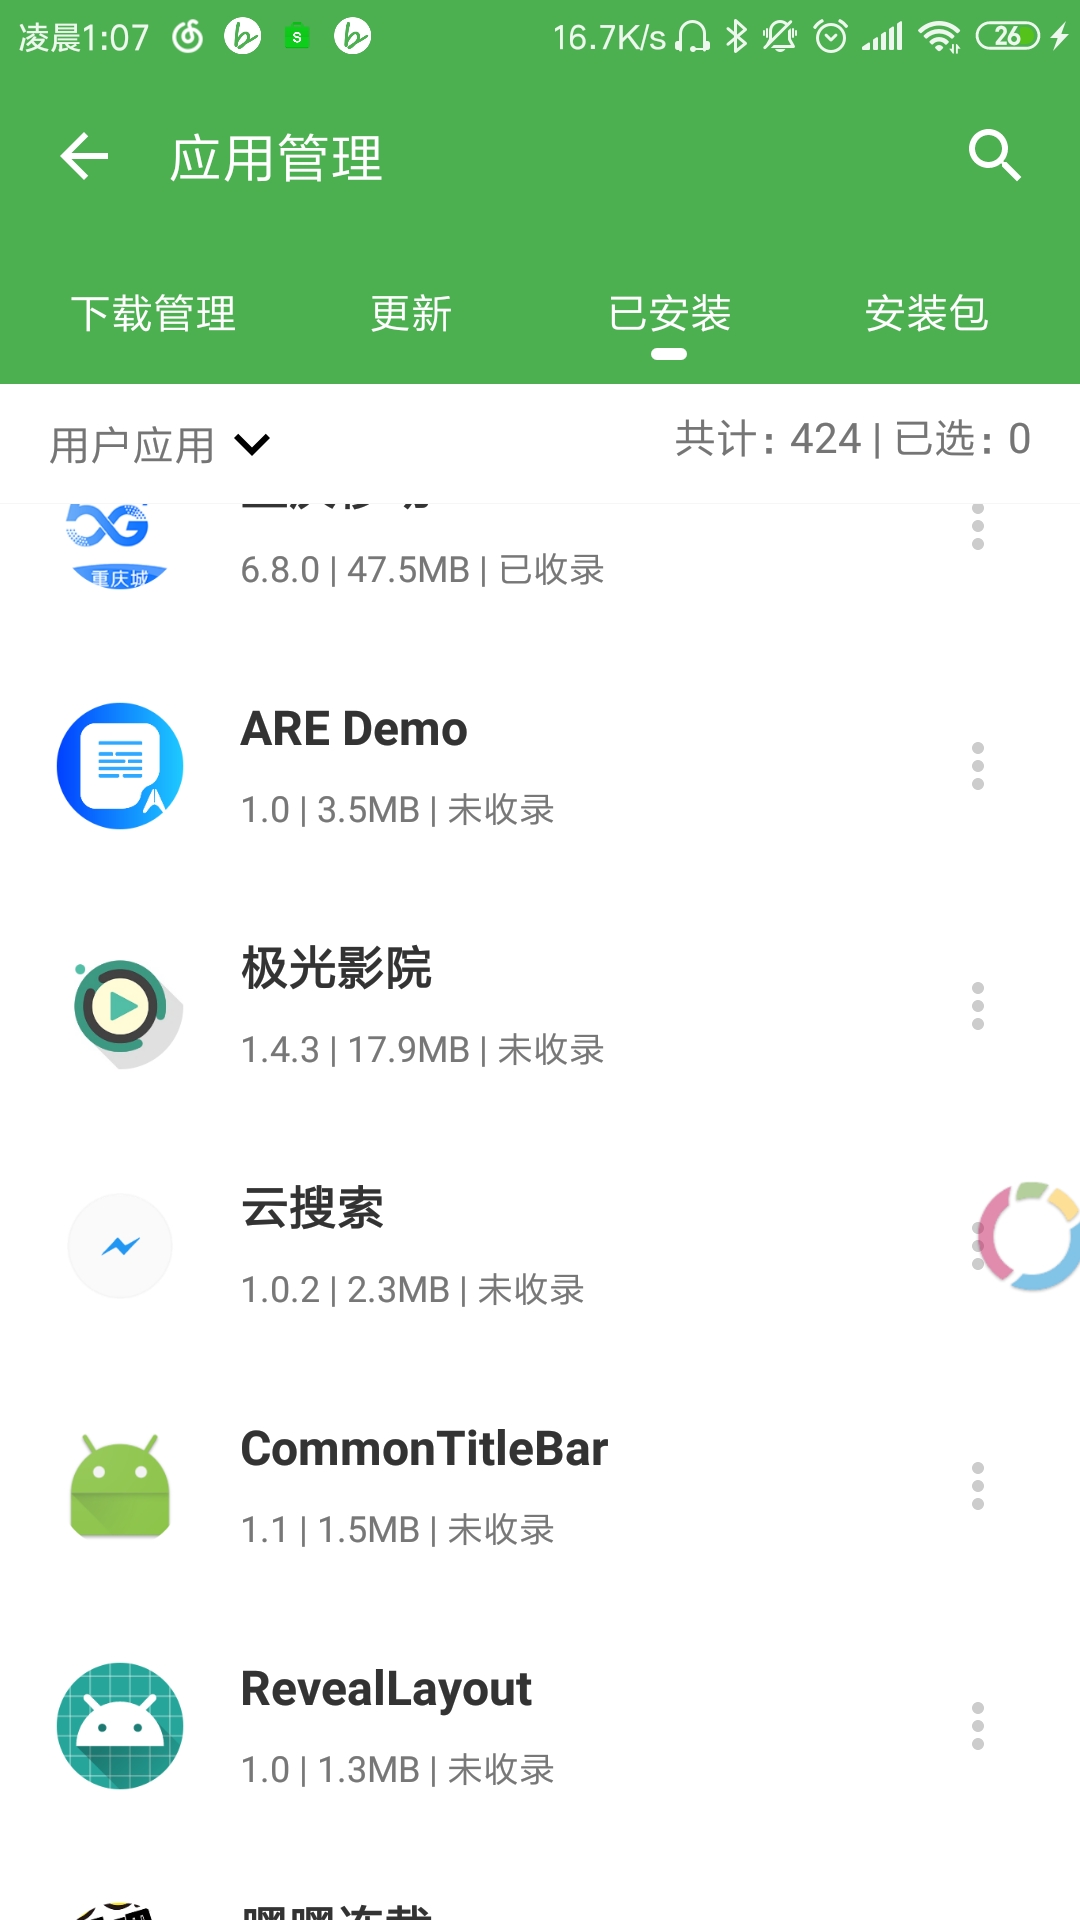 凌晨1:07
16.7K/s
26
应用管理
下载管理 更新 已安装 安装包
用户应用
共计: 424 | 已选: 0
重庆城
6.8.0 | 47.5MB | 已收录
ARE Demo
1.0 | 3.5MB | 未收录
极光影院
1.4.3 | 17.9MB | 未收录
云搜索
1.0.2 | 2.3MB | 未收录
CommonTitleBar
1.1 | 1.5MB | 未收录
RevealLayout
1.0 | 1.3MB | 未收录